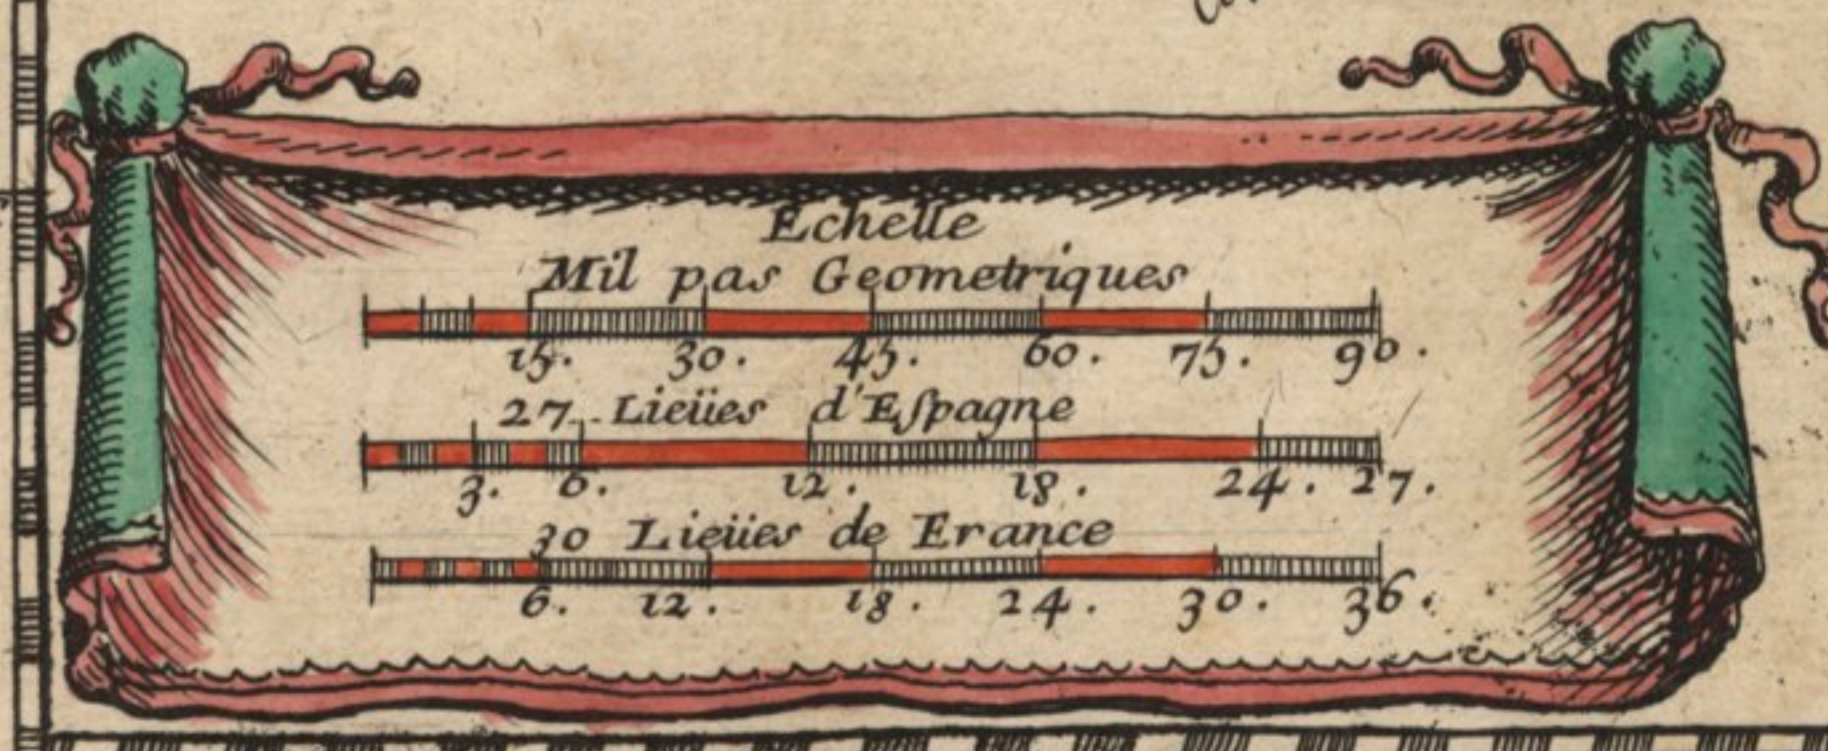 Echelle
Mil pas Geometriques
15. 30. 45. 60. 75. 90.
27 Lieües d'Eſpagne
3. 6. 12. 18. 24. 27.
30 Lieües de France
6. 12. 18. 24. 30. 36.